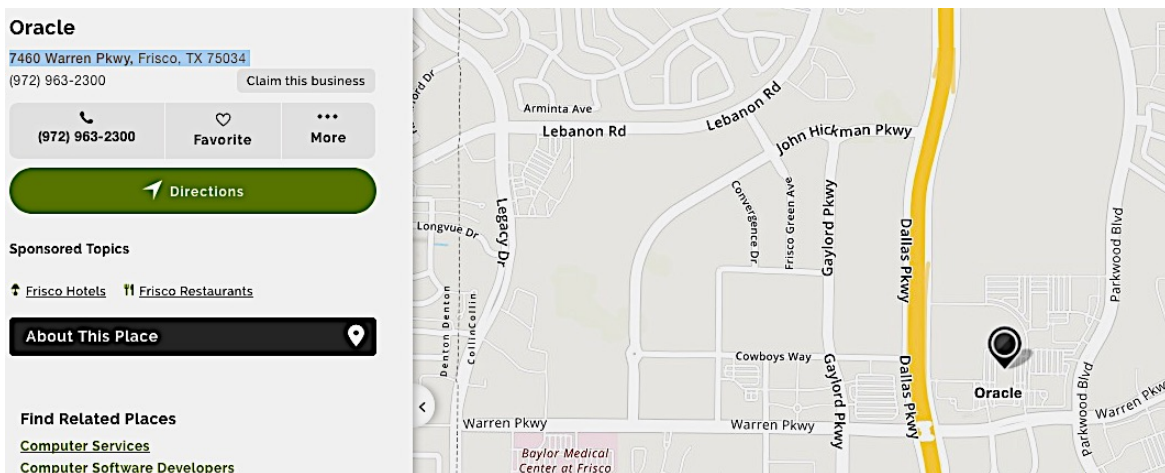 Oracle
7460 Warren Pkwy, Frisco, TX 75034
(972) 963-2300
Claim this business
(972) 963-2300
Favorite
More
Directions
Sponsored Topics
Frisco Hotels
Frisco Restaurants
About This Place
Find Related Places
Computer Services
Computer Software Developers
Arminta Ave
Lebanon Rd
Lebanon Rd
John Hickman Pkwy
Legacy Dr
Longvue Dr
Convergence Dr
Frisco Green Ave
Gaylord Pkwy
Dallas Pkwy
Parkwood Blvd
Denton Denton
CollinCollin
Cowboys Way
Gaylord Pkwy
Dallas Pkwy
Oracle
Parkwood Blvd
Warren Pkwy
Warren Pkwy
Warren Pkw
Baylor Medical
Center at Frisco